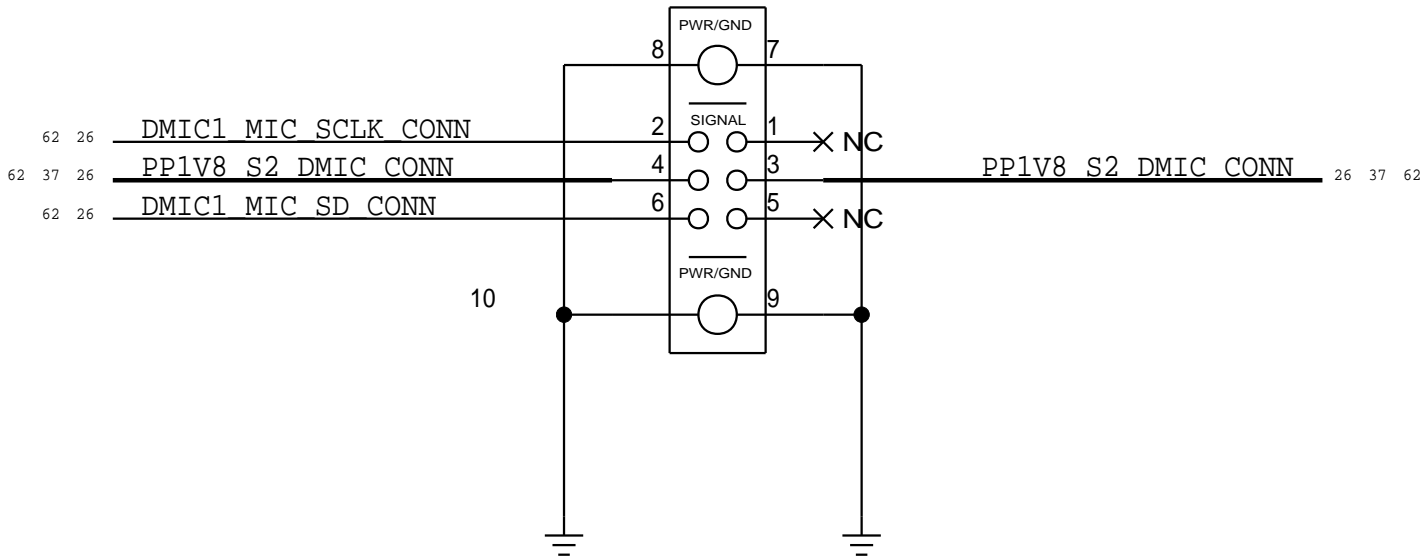 PWR/GND
8 7
SIGNAL
62 26 DMIC1_MIC_SCLK_CONN 2 1 NC
62 37 26 PP1V8_S2_DMIC_CONN 4 3 PP1V8_S2_DMIC_CONN 26 37 62
62 26 DMIC1_MIC_SD_CONN 6 5 NC
PWR/GND
10 9